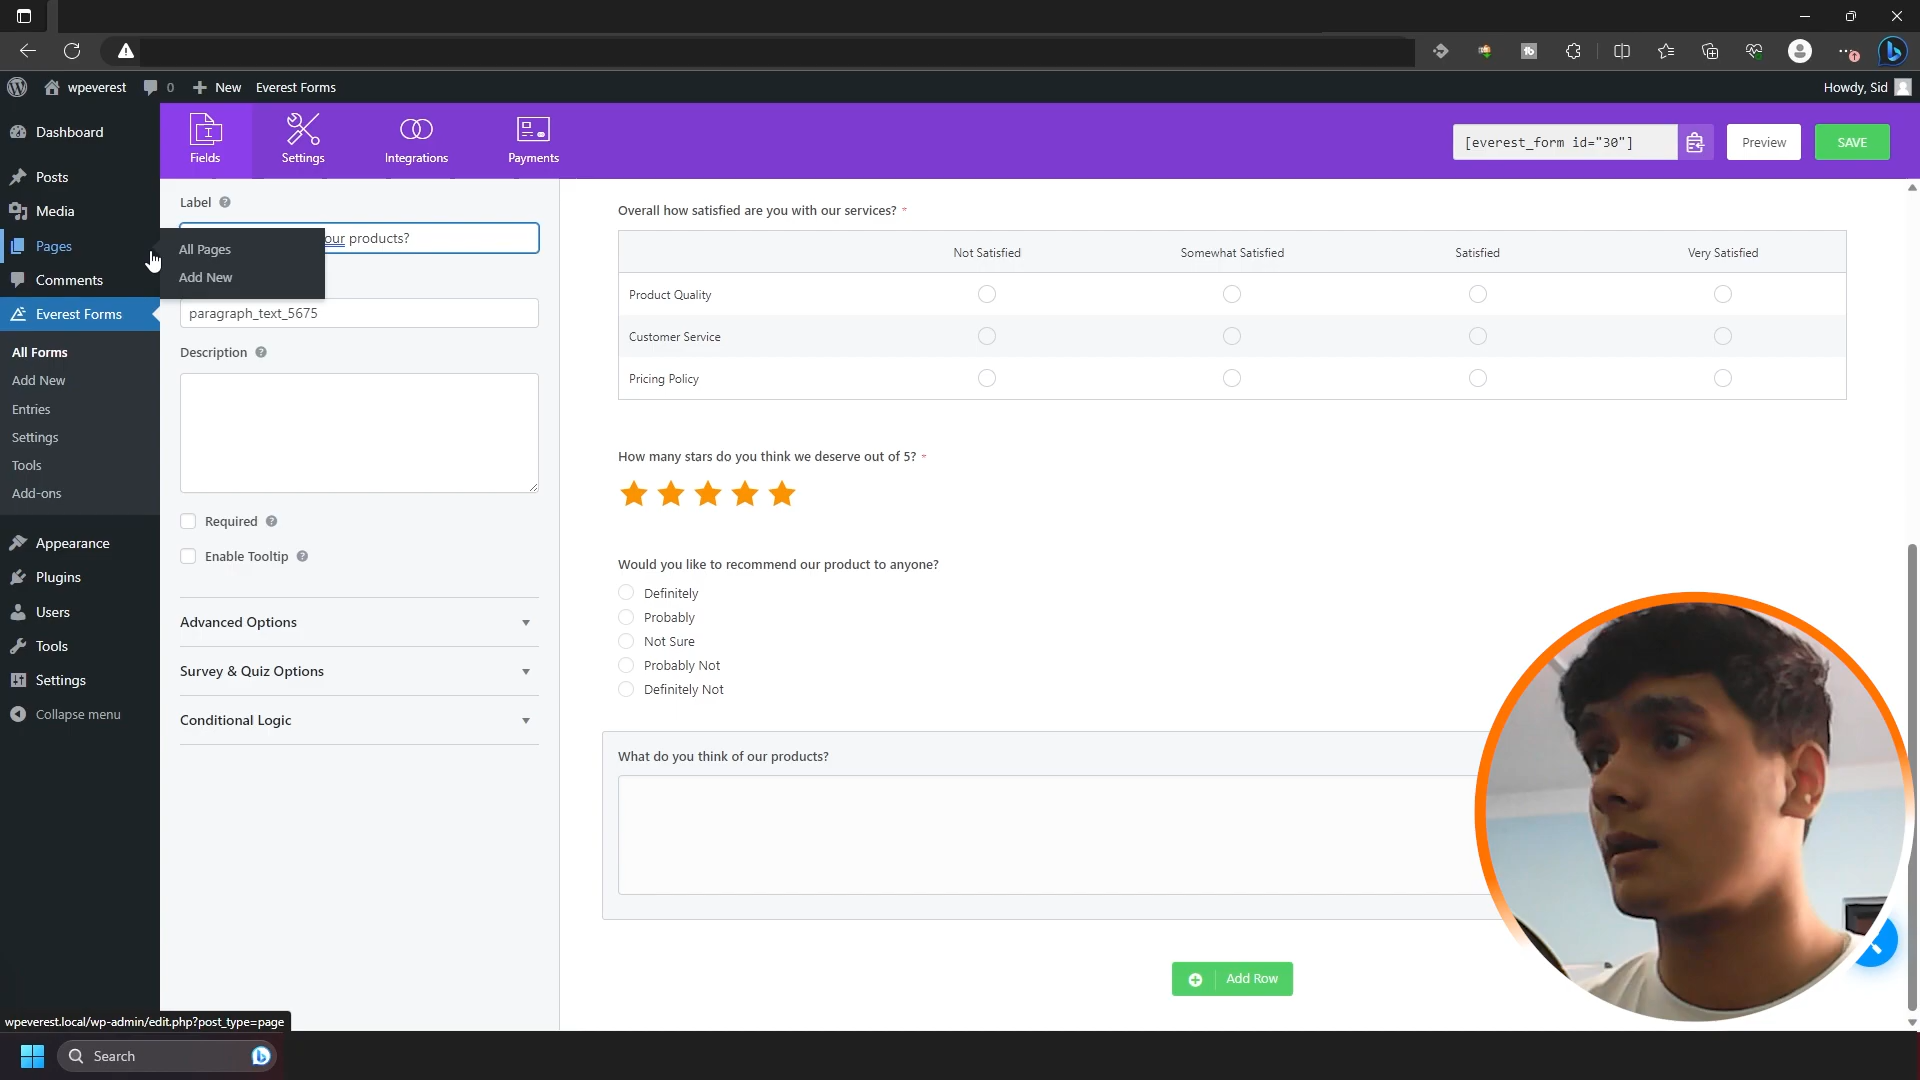 wpeverest
0
New
Everest Forms
Howdy, Sid
Dashboard
Posts
Media
Pages
Comments
Everest Forms
All Forms
Add New
Entries
Settings
Tools
Add-ons
Appearance
Plugins
Users
Tools
Settings
Collapse menu
All Pages
Add New
Fields
Settings
Integrations
Payments
[everest_form id="30"]
Preview
SAVE
Label
our products?
paragraph_text_5675
Description
Required
Enable Tooltip
Advanced Options
Survey & Quiz Options
Conditional Logic
Overall how satisfied are you with our services? *
Not Satisfied Somewhat Satisfied Satisfied Very Satisfied
Product Quality
Customer Service
Pricing Policy
How many stars do you think we deserve out of 5? *
Would you like to recommend our product to anyone?
Definitely
Probably
Not Sure
Probably Not
Definitely Not
What do you think of our products?
Add Row
wpeverest.local/wp-admin/edit.php?post_type=page
Search